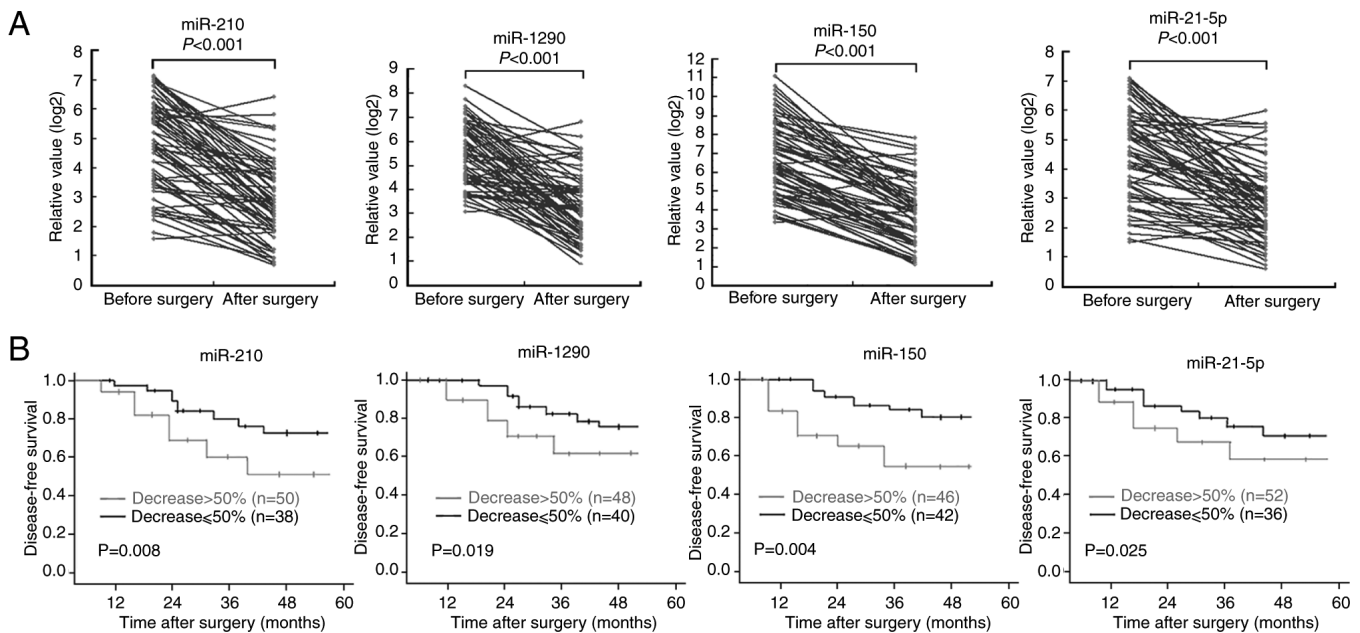 A
miR-210
P<0.001
Relative value (log2)
8
7
6
5
4
3
2
1
0
Before surgery After surgery
miR-1290
P<0.001
Relative value (log2)
9
8
7
6
5
4
3
2
1
0
Before surgery After surgery
miR-150
P<0.001
Relative value (log2)
12
11
10
9
8
7
6
5
4
3
2
1
0
Before surgery After surgery
miR-21-5p
P<0.001
Relative value (log2)
8
7
6
5
4
3
2
1
0
Before surgery After surgery
B
miR-210
Disease-free survival
1.0
0.8
0.6
0.4
0.2
0.0
Decrease>50% (n=50)
Decrease⩽50% (n=38)
P=0.008
12 24 36 48 60
Time after surgery (months)
miR-1290
Disease-free survival
1.0
0.8
0.6
0.4
0.2
0.0
Decrease>50% (n=48)
Decrease⩽50% (n=40)
P=0.019
12 24 36 48 60
Time after surgery (months)
miR-150
Disease-free survival
1.0
0.8
0.6
0.4
0.2
0.0
Decrease>50% (n=46)
Decrease⩽50% (n=42)
P=0.004
12 24 36 48 60
Time after surgery (months)
miR-21-5p
Disease-free survival
1.0
0.8
0.6
0.4
0.2
0.0
Decrease>50% (n=52)
Decrease⩽50% (n=36)
P=0.025
12 24 36 48 60
Time after surgery (months)